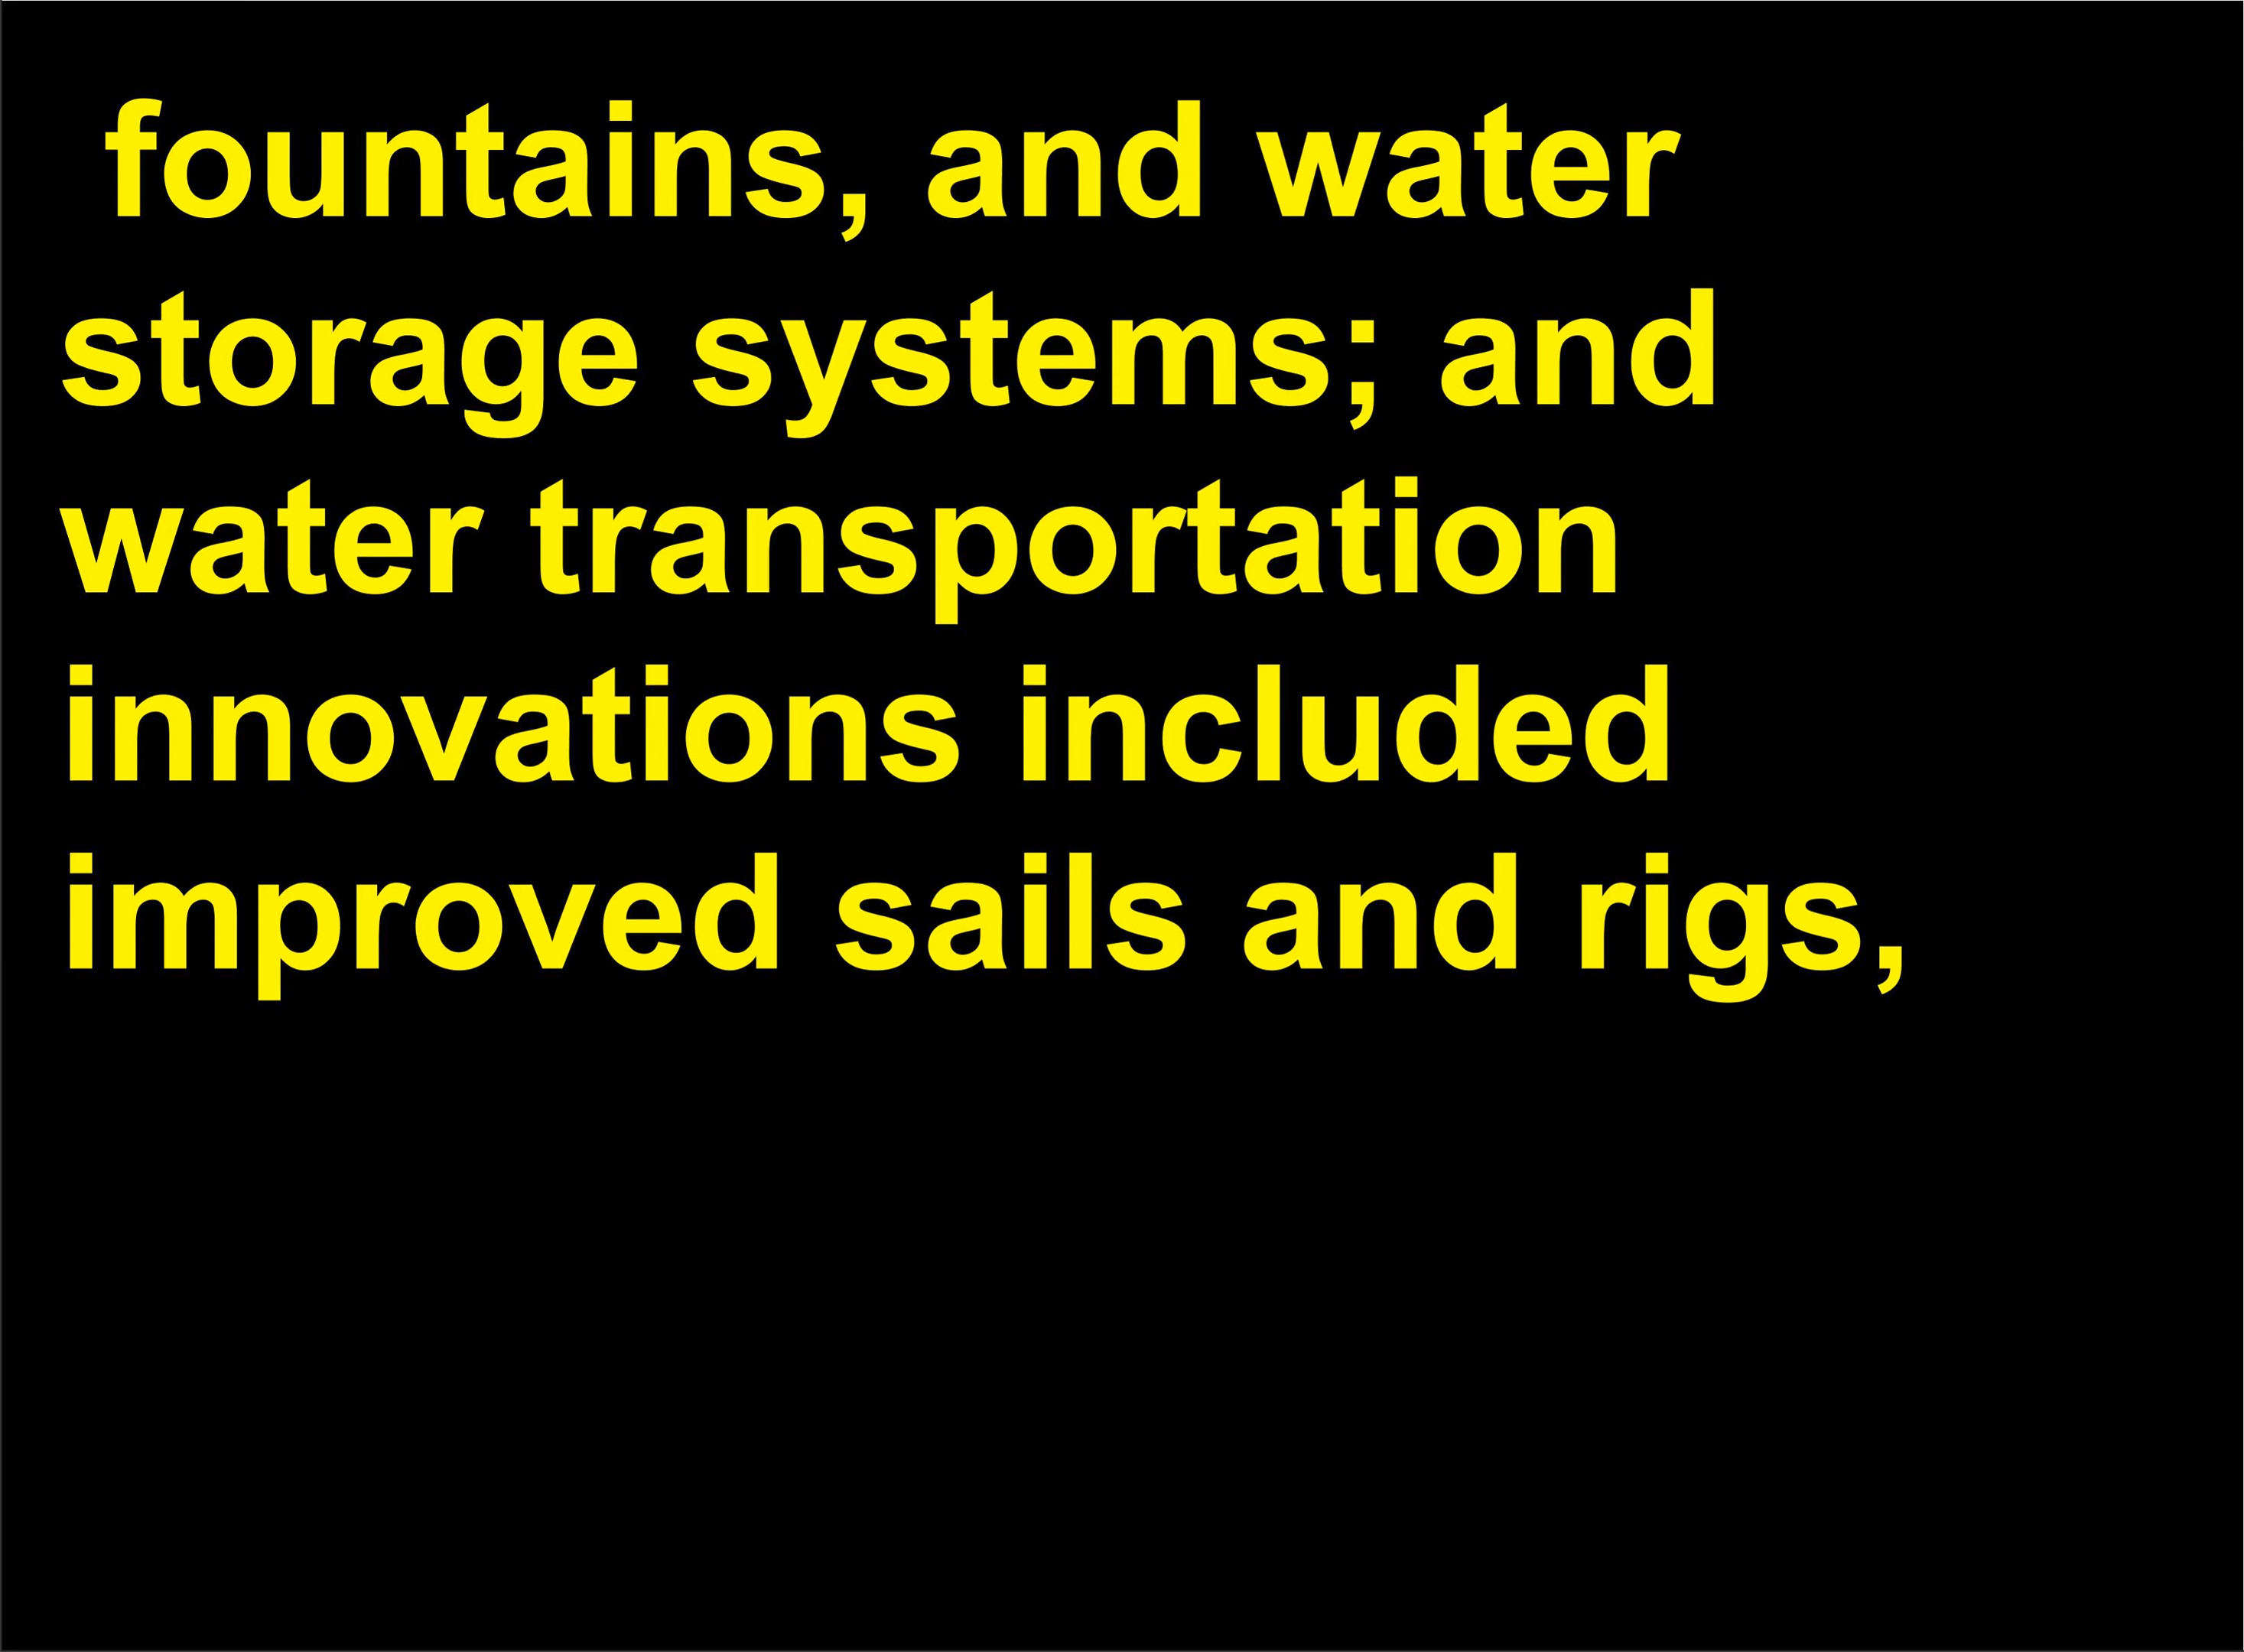 fountains, and water
storage systems; and
water transportation
innovations included
improved sails and rigs,